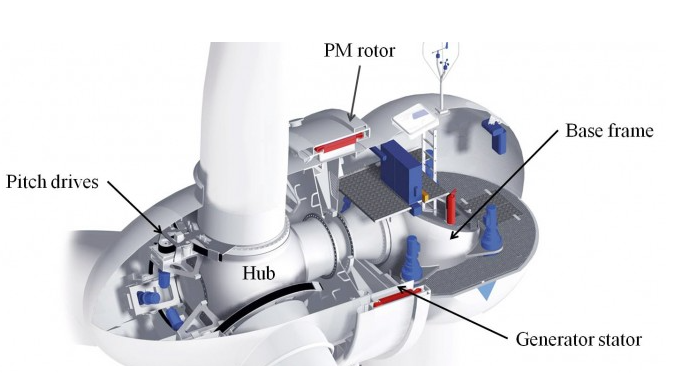 PM rotor
Base frame
Pitch drives
Hub
Generator stator